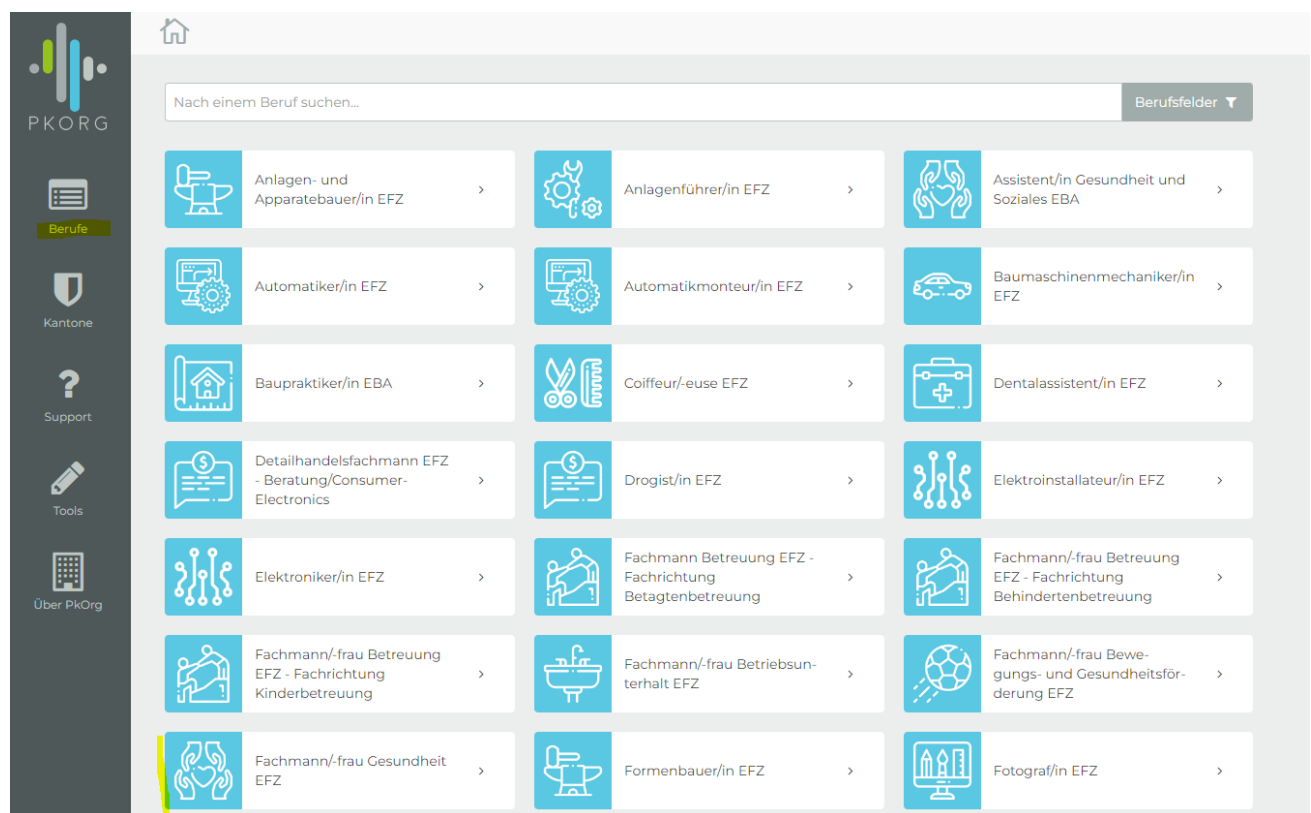 PKORG
Berufe
Kantone
Support
Tools
Über PkOrg
Nach einem Beruf suchen...
Berufsfelder
Anlagen- und
Apparatebauer/in EFZ
Anlagenführer/in EFZ
Assistent/in Gesundheit und
Soziales EBA
Automatiker/in EFZ
Automatikmonteur/in EFZ
Baumaschinenmechaniker/in
EFZ
Baupraktiker/in EBA
Coiffeur/-euse EFZ
Dentalassistent/in EFZ
Detailhandelsfachmann EFZ
- Beratung/Consumer-
Electronics
Drogist/in EFZ
Elektroinstallateur/in EFZ
Elektroniker/in EFZ
Fachmann Betreuung EFZ -
Fachrichtung
Betagtenbetreuung
Fachmann/-frau Betreuung
EFZ - Fachrichtung
Behindertenbetreuung
Fachmann/-frau Betreuung
EFZ - Fachrichtung
Kinderbetreuung
Fachmann/-frau Betriebsun-
terhalt EFZ
Fachmann/-frau Bewe-
gungs- und Gesundheitsför-
derung EFZ
Fachmann/-frau Gesundheit
EFZ
Formenbauer/in EFZ
Fotograf/in EFZ